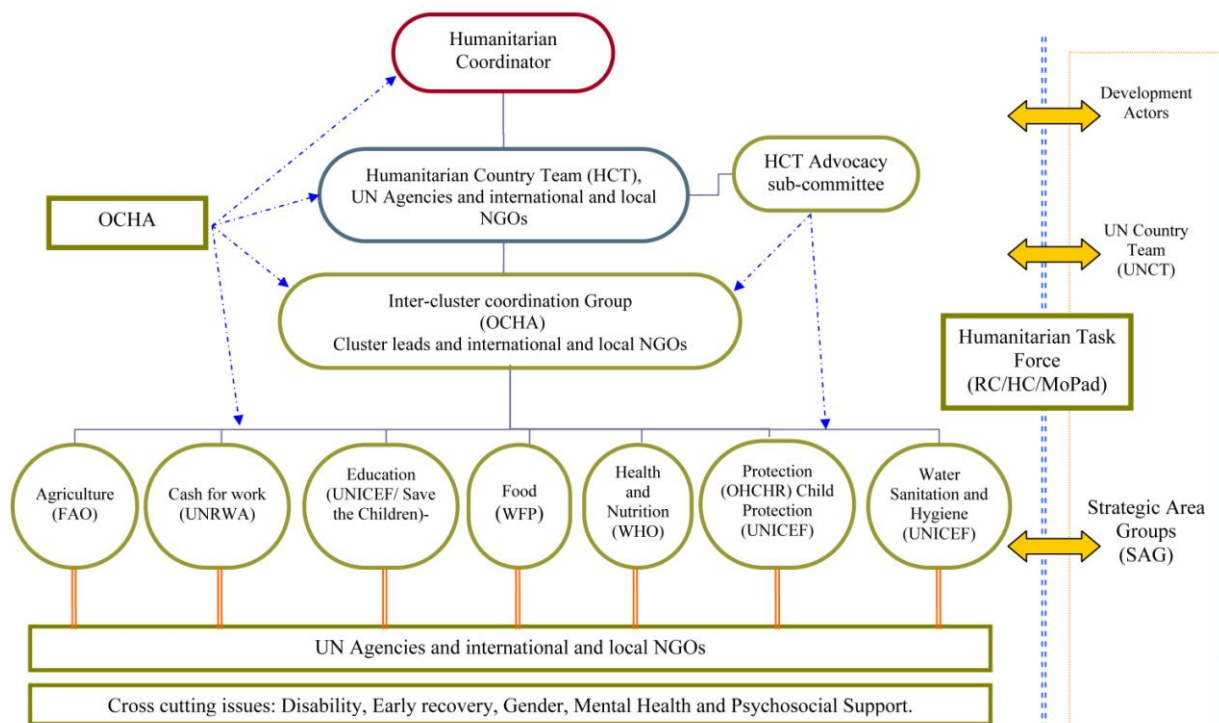 Humanitarian
Coordinator
Development
Actors
Humanitarian Country Team (HCT),
UN Agencies and international and local
NGOs
HCT Advocacy
sub-committee
OCHA
UN Country
Team
(UNCT)
Inter-cluster coordination Group
(OCHA)
Cluster leads and international and local NGOs
Humanitarian Task
Force
(RC/HC/MoPad)
Agriculture
(FAO)
Cash for work
(UNRWA)
Education
(UNICEF/ Save
the Children)-
Food
(WFP)
Health
and
Nutrition
(WHO)
Protection
(OHCHR) Child
Protection
(UNICEF)
Water
Sanitation and
Hygiene
(UNICEF)
Strategic Area
Groups
(SAG)
UN Agencies and international and local NGOs
Cross cutting issues: Disability, Early recovery, Gender, Mental Health and Psychosocial Support.